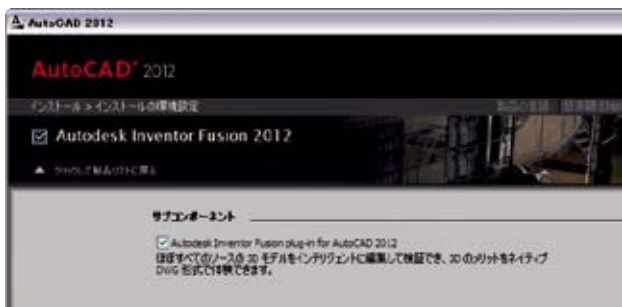 AutoCAD 2012
AutoCAD® 2012
インストール > インストールの環境設定
製品の言語
Autodesk Inventor Fusion 2012
クリックして製品リストに戻る
サブコンポーネント
Autodesk Inventor Fusion plug-in for AutoCAD 2012
ほぼすべてのソースの 3D モデルをインテリジェントに編集して検証でき、3D のメリットをネイティブ
DWG 形式で体験できます。